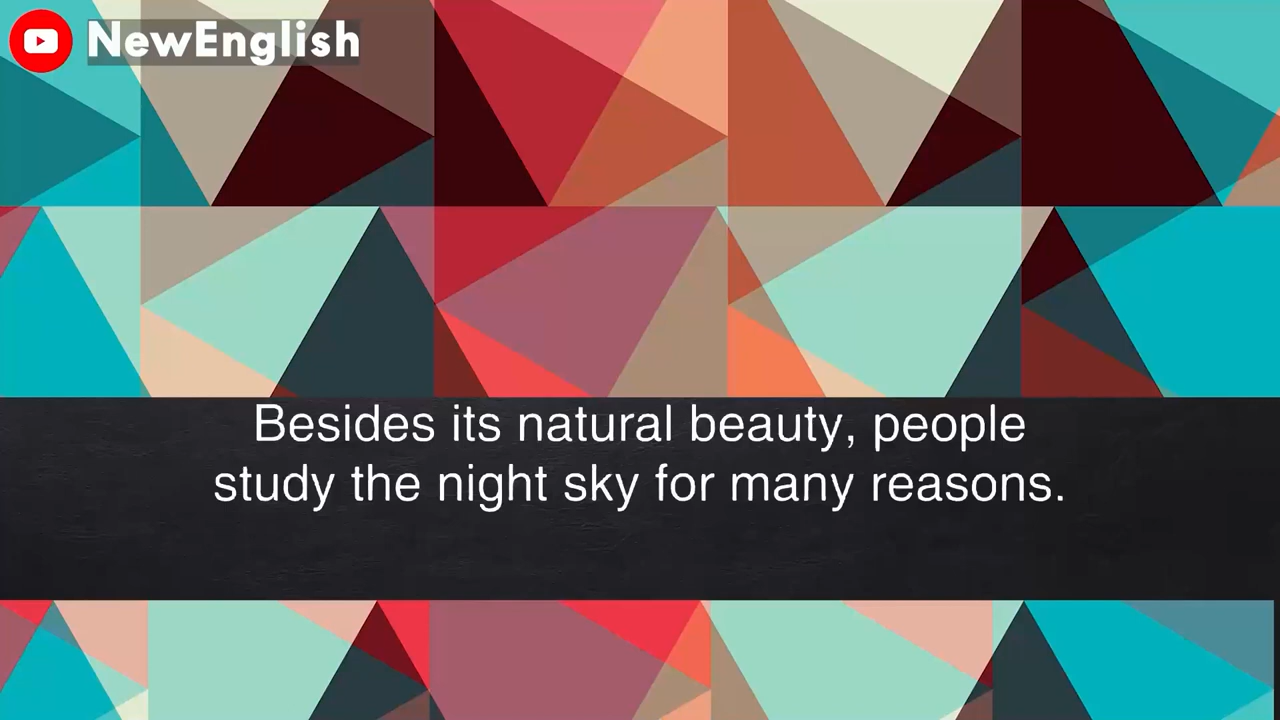 NewEnglish
Besides its natural beauty, people
study the night sky for many reasons.